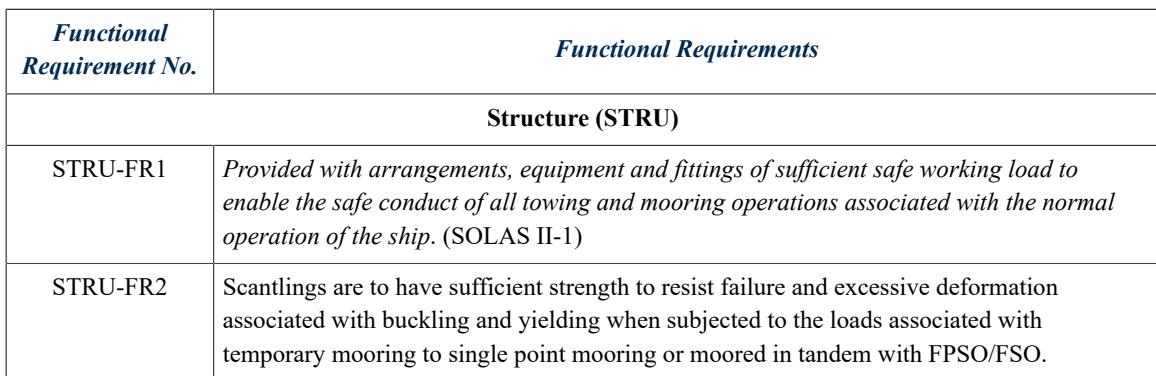 Functional
Requirement No.
Functional Requirements
Structure (STRU)
STRU-FR1
Provided with arrangements, equipment and fittings of sufficient safe working load to
enable the safe conduct of all towing and mooring operations associated with the normal
operation of the ship. (SOLAS II-1)
STRU-FR2
Scantlings are to have sufficient strength to resist failure and excessive deformation
associated with buckling and yielding when subjected to the loads associated with
temporary mooring to single point mooring or moored in tandem with FPSO/FSO.